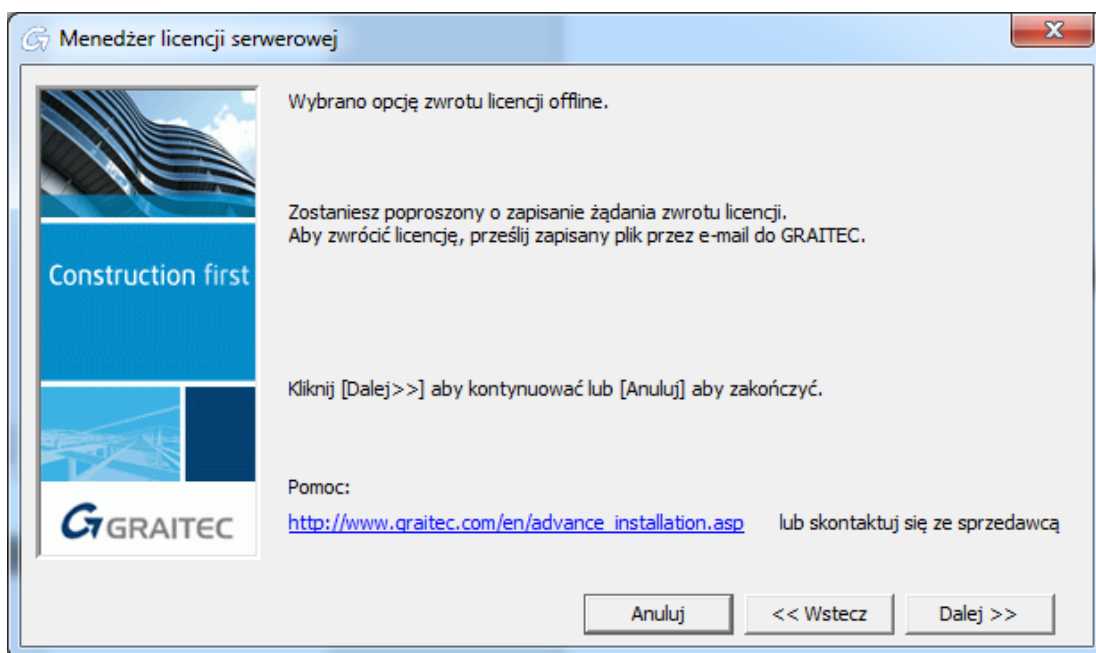 Menedżer licencji serwerowej
Wybrano opcję zwrotu licencji offline.
Zostaniesz poproszony o zapisanie żądania zwrotu licencji.
Aby zwrócić licencję, prześlij zapisany plik przez e-mail do GRAITEC.
Construction first
Kliknij [Dalej>>] aby kontynuować lub [Anuluj] aby zakończyć.
Pomoc:
GRAITEC
http://www.graitec.com/en/advance_installation.asp lub skontaktuj się ze sprzedawcą
Anuluj << Wstecz Dalej >>